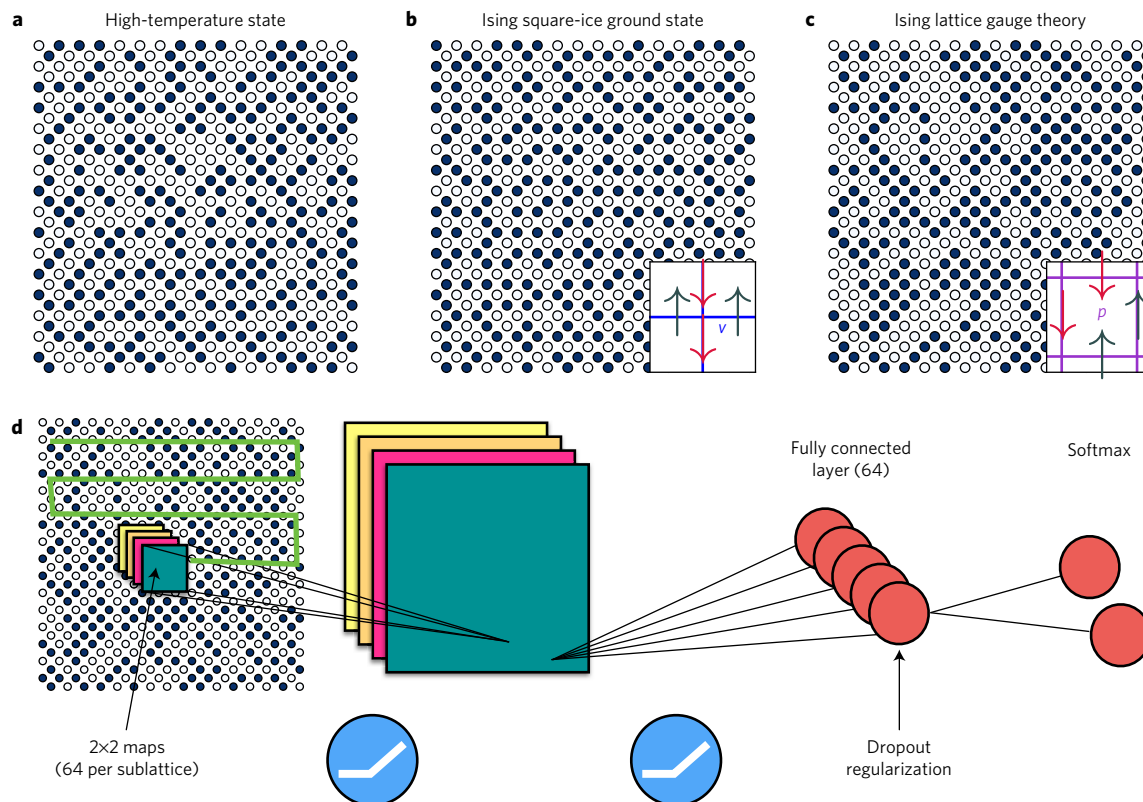 a High-temperature state
b Ising square-ice ground state
c Ising lattice gauge theory
v
p
d
Fully connected
layer (64)
Softmax
2×2 maps
(64 per sublattice)
Dropout
regularization